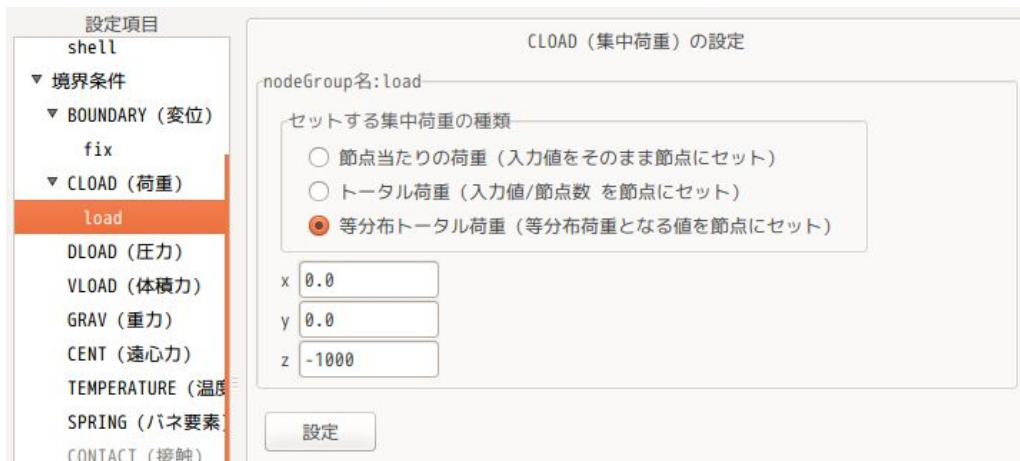 設定項目
shell
▼ 境界条件
▼ BOUNDARY (変位)
fix
▼ CLOAD (荷重)
load
DLOAD (圧力)
VLOAD (体積力)
GRAV (重力)
CENT (遠心力)
TEMPERATURE (温度
SPRING (バネ要素)
CONTACT (接触)
CLOAD (集中荷重) の設定
nodeGroup名:load
セットする集中荷重の種類
節点当たりの荷重 (入力値をそのまま節点にセット)
トータル荷重 (入力値/節点数 を節点にセット)
等分布トータル荷重 (等分布荷重となる値を節点にセット)
x 0.0
y 0.0
z -1000
設定